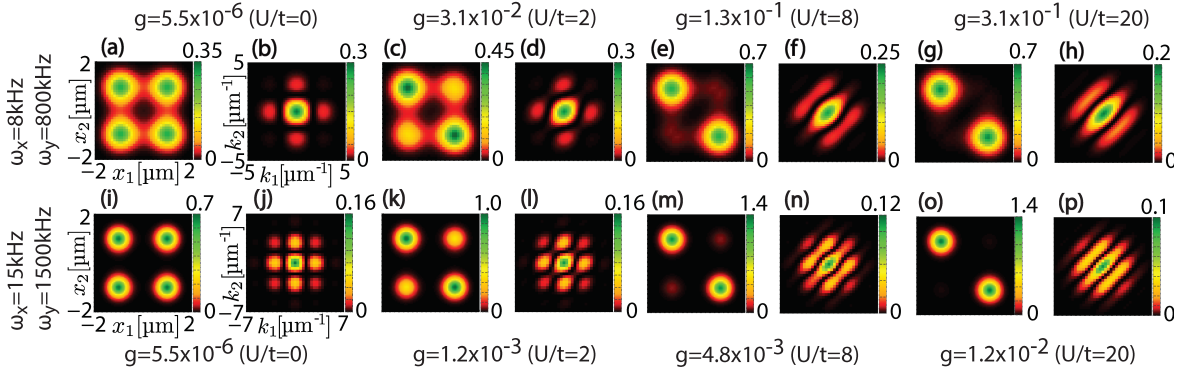 g=5.5x10⁻⁶ (U/t=0) g=3.1x10⁻² (U/t=2) g=1.3x10⁻¹ (U/t=8) g=3.1x10⁻¹ (U/t=20)
(a) 0.35 (b) 0.3 (c) 0.45 (d) 0.3 (e) 0.7 (f) 0.25 (g) 0.7 (h) 0.2
ωx=8kHz
ωy=800kHz
2 x₂[µm] −2 0
−2 x₁[µm] 2
5 k₂[µm⁻¹] −5 0
−5 k₁[µm⁻¹] 5
0 0 0 0 0 0
(i) 0.7 (j) 0.16 (k) 1.0 (l) 0.16 (m) 1.4 (n) 0.12 (o) 1.4 (p) 0.1
ωx=15kHz
ωy=1500kHz
2 x₂[µm] −2 0
−2 x₁[µm] 2
7 k₂[µm⁻¹] −7 0
−7 k₁[µm⁻¹] 7
0 0 0 0 0 0
g=5.5x10⁻⁶ (U/t=0) g=1.2x10⁻³ (U/t=2) g=4.8x10⁻³ (U/t=8) g=1.2x10⁻² (U/t=20)